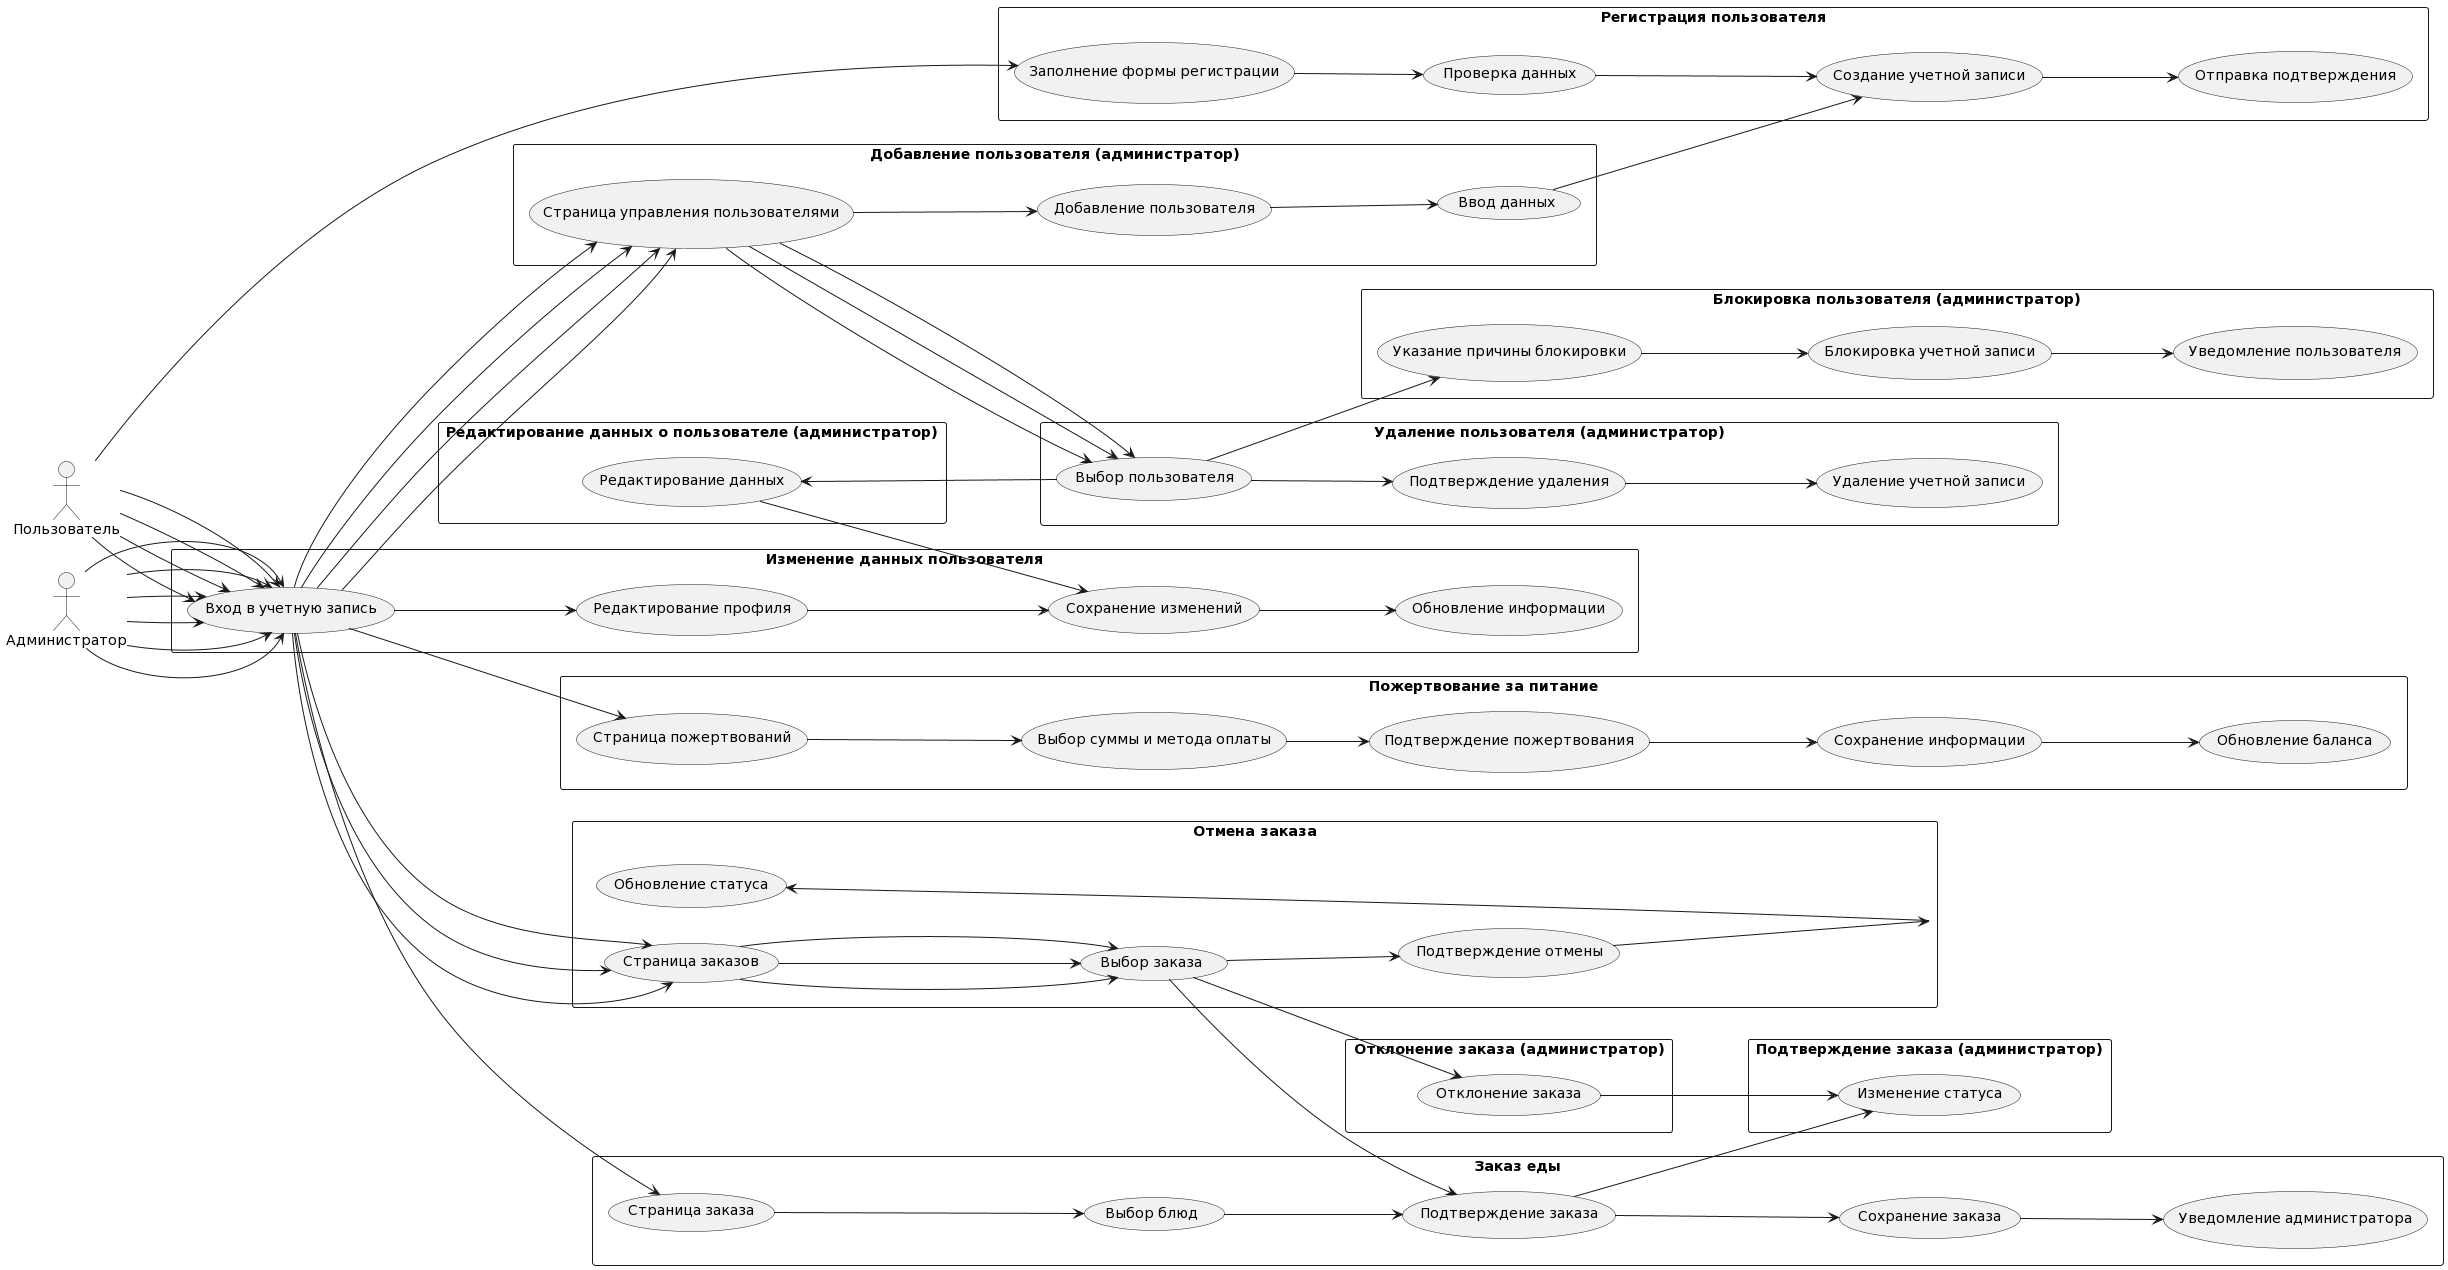 Регистрация пользователя
Заполнение формы регистрации
Проверка данных
Создание учетной записи
Отправка подтверждения
Добавление пользователя (администратор)
Страница управления пользователями
Добавление пользователя
Ввод данных
Блокировка пользователя (администратор)
Указание причины блокировки
Блокировка учетной записи
Уведомление пользователя
Редактирование данных о пользователе (администратор)
Редактирование данных
Удаление пользователя (администратор)
Выбор пользователя
Подтверждение удаления
Удаление учетной записи
Пользователь
Администратор
Изменение данных пользователя
Вход в учетную запись
Редактирование профиля
Сохранение изменений
Обновление информации
Пожертвование за питание
Страница пожертвований
Выбор суммы и метода оплаты
Подтверждение пожертвования
Сохранение информации
Обновление баланса
Отмена заказа
Обновление статуса
Страница заказов
Выбор заказа
Подтверждение отмены
Отклонение заказа (администратор)
Отклонение заказа
Подтверждение заказа (администратор)
Изменение статуса
Заказ еды
Страница заказа
Выбор блюд
Подтверждение заказа
Сохранение заказа
Уведомление администратора